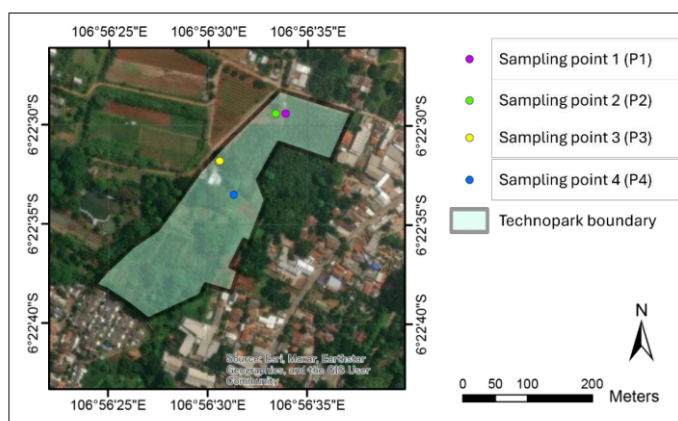 106°56'25"E 106°56'30"E 106°56'35"E
6°22'30"S 6°22'30"S
6°22'35"S 6°22'35"S
6°22'40"S 6°22'40"S
106°56'25"E 106°56'30"E 106°56'35"E
Source: Esri, Maxar, Earthstar
Geographics, and the GIS User
Community
Sampling point 1 (P1)
Sampling point 2 (P2)
Sampling point 3 (P3)
Sampling point 4 (P4)
Technopark boundary
N
0 50 100 200
Meters